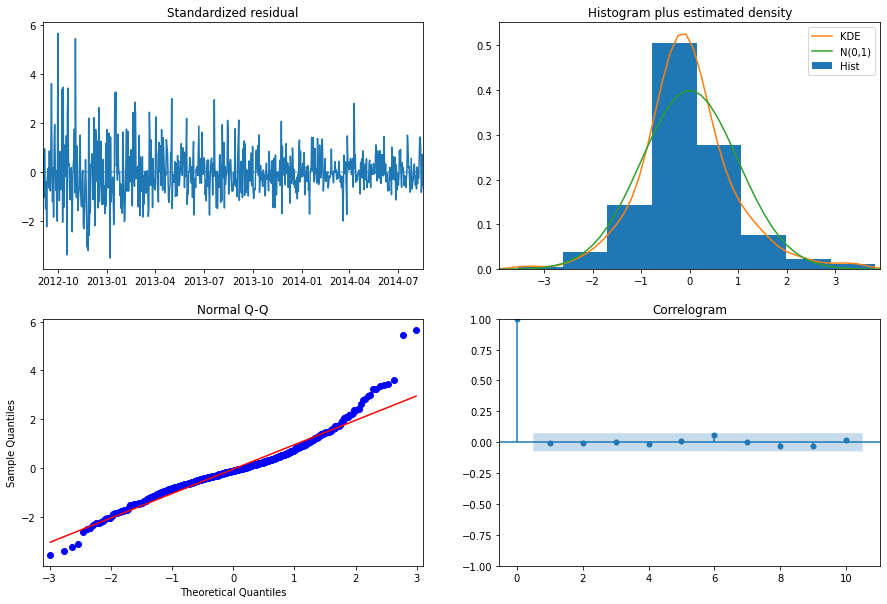 Standardized residual
6
4
2
0
−2
2012-10 2013-01 2013-04 2013-07 2013-10 2014-01 2014-04 2014-07
Histogram plus estimated density
KDE
N(0,1)
Hist
0.5
0.4
0.3
0.2
0.1
0.0
−3 −2 −1 0 1 2 3
Normal Q-Q
Sample Quantiles
6
4
2
0
−2
−3 −2 −1 0 1 2 3
Theoretical Quantiles
Correlogram
1.00
0.75
0.50
0.25
0.00
−0.25
−0.50
−0.75
−1.00
0 2 4 6 8 10